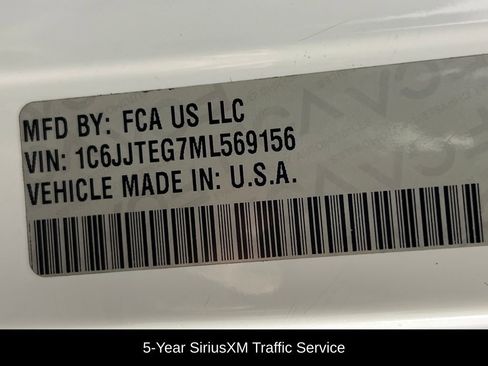 MFD BY: FCA US LLC
VIN: 1C6JJTEG7ML569156
VEHICLE MADE IN: U.S.A.
5-Year SiriusXM Traffic Service